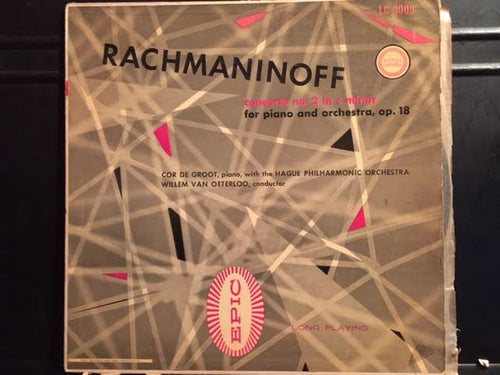 LC 3009
RACHMANINOFF
concerto no. 2 in c minor
for piano and orchestra, op. 18
COR DE GROOT, piano, with the HAGUE PHILHARMONIC ORCHESTRA
WILLEM VAN OTTERLOO, conductor
EPIC
LONG PLAYING